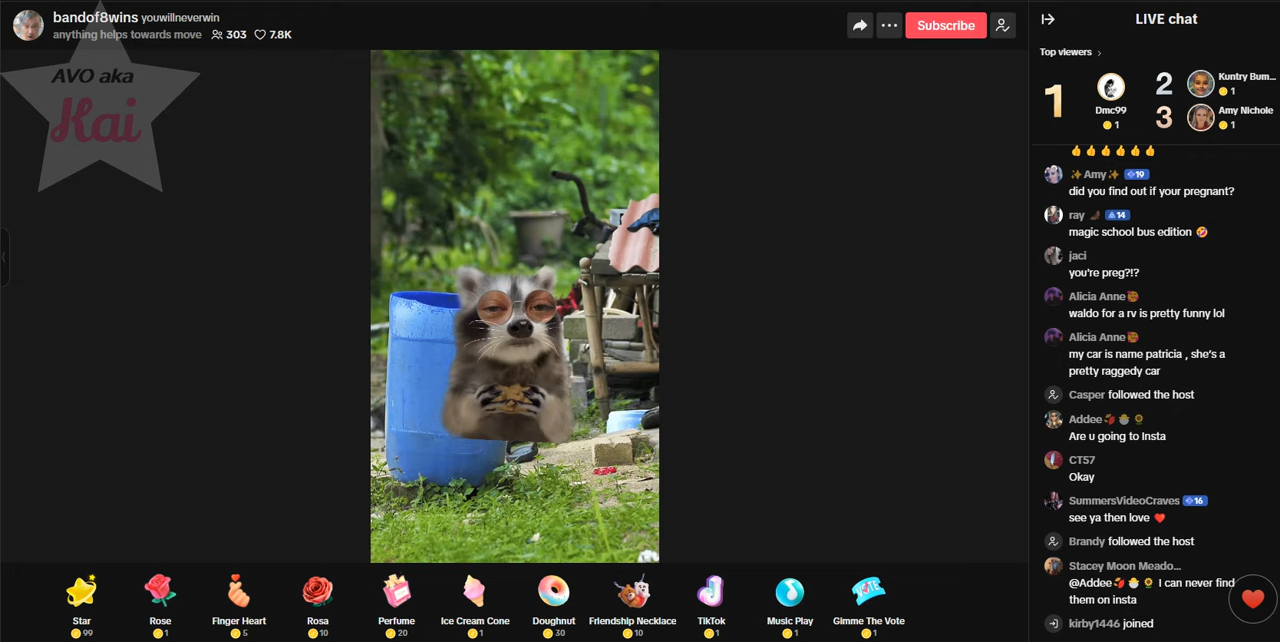 bandof8wins youwillneverwin
anything helps towards move 303 7.8K
Subscribe
AVO aka
Kai
LIVE chat
Top viewers
1
Dmc99
1
2
Kuntry Bum...
1
3
Amy Nichole
1
Amy 19
did you find out if your pregnant?
ray 14
magic school bus edition
jaci
you're preg?!?
Alicia Anne
waldo for a rv is pretty funny lol
Alicia Anne
my car is name patricia , she's a
pretty raggedy car
Casper followed the host
Addee
Are u going to Insta
CT57
Okay
SummersVideoCraves 16
see ya then love
Brandy followed the host
Stacey Moon Meado...
@Addee I can never find
them on insta
kirby1446 joined
Star
99
Rose
1
Finger Heart
5
Rosa
10
Perfume
20
Ice Cream Cone
1
Doughnut
30
Friendship Necklace
10
TikTok
1
Music Play
1
Gimme The Vote
1